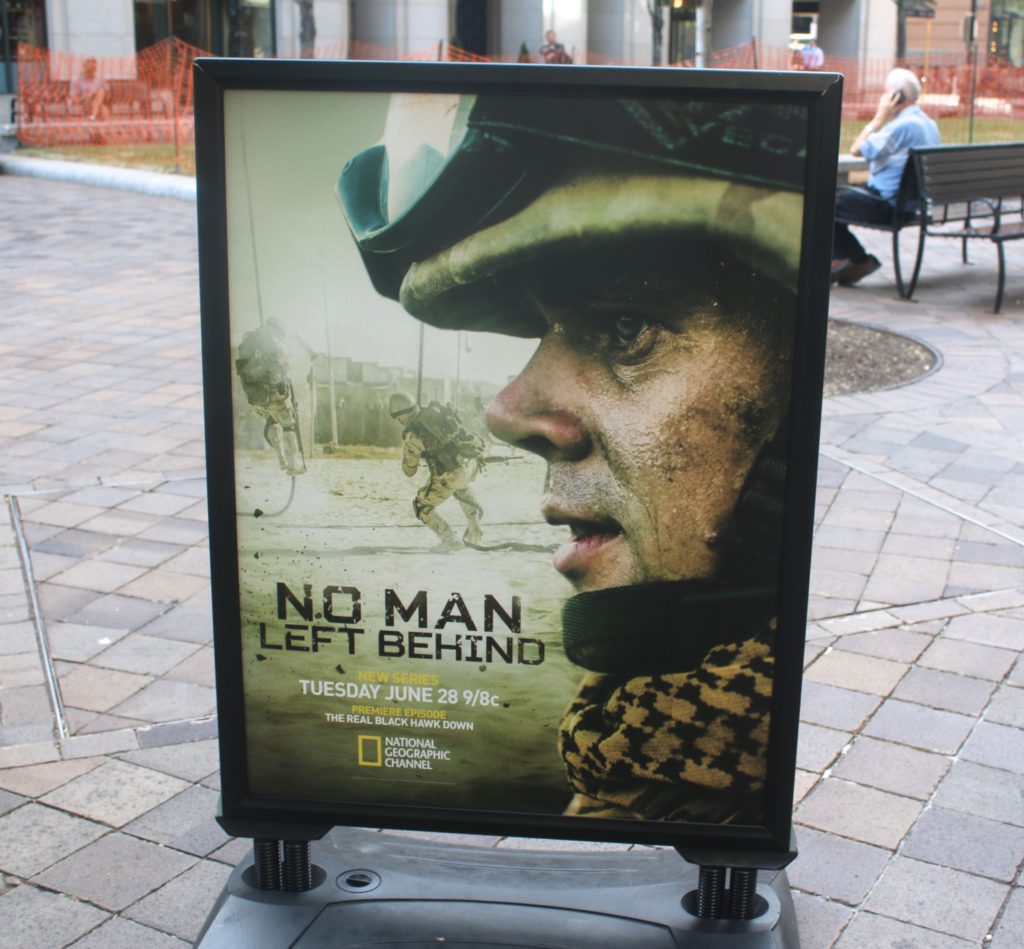 NO MAN
LEFT BEHIND
NEW SERIES
TUESDAY JUNE 28 9/8c
PREMIERE EPISODE
THE REAL BLACK HAWK DOWN
NATIONAL
GEOGRAPHIC
CHANNEL